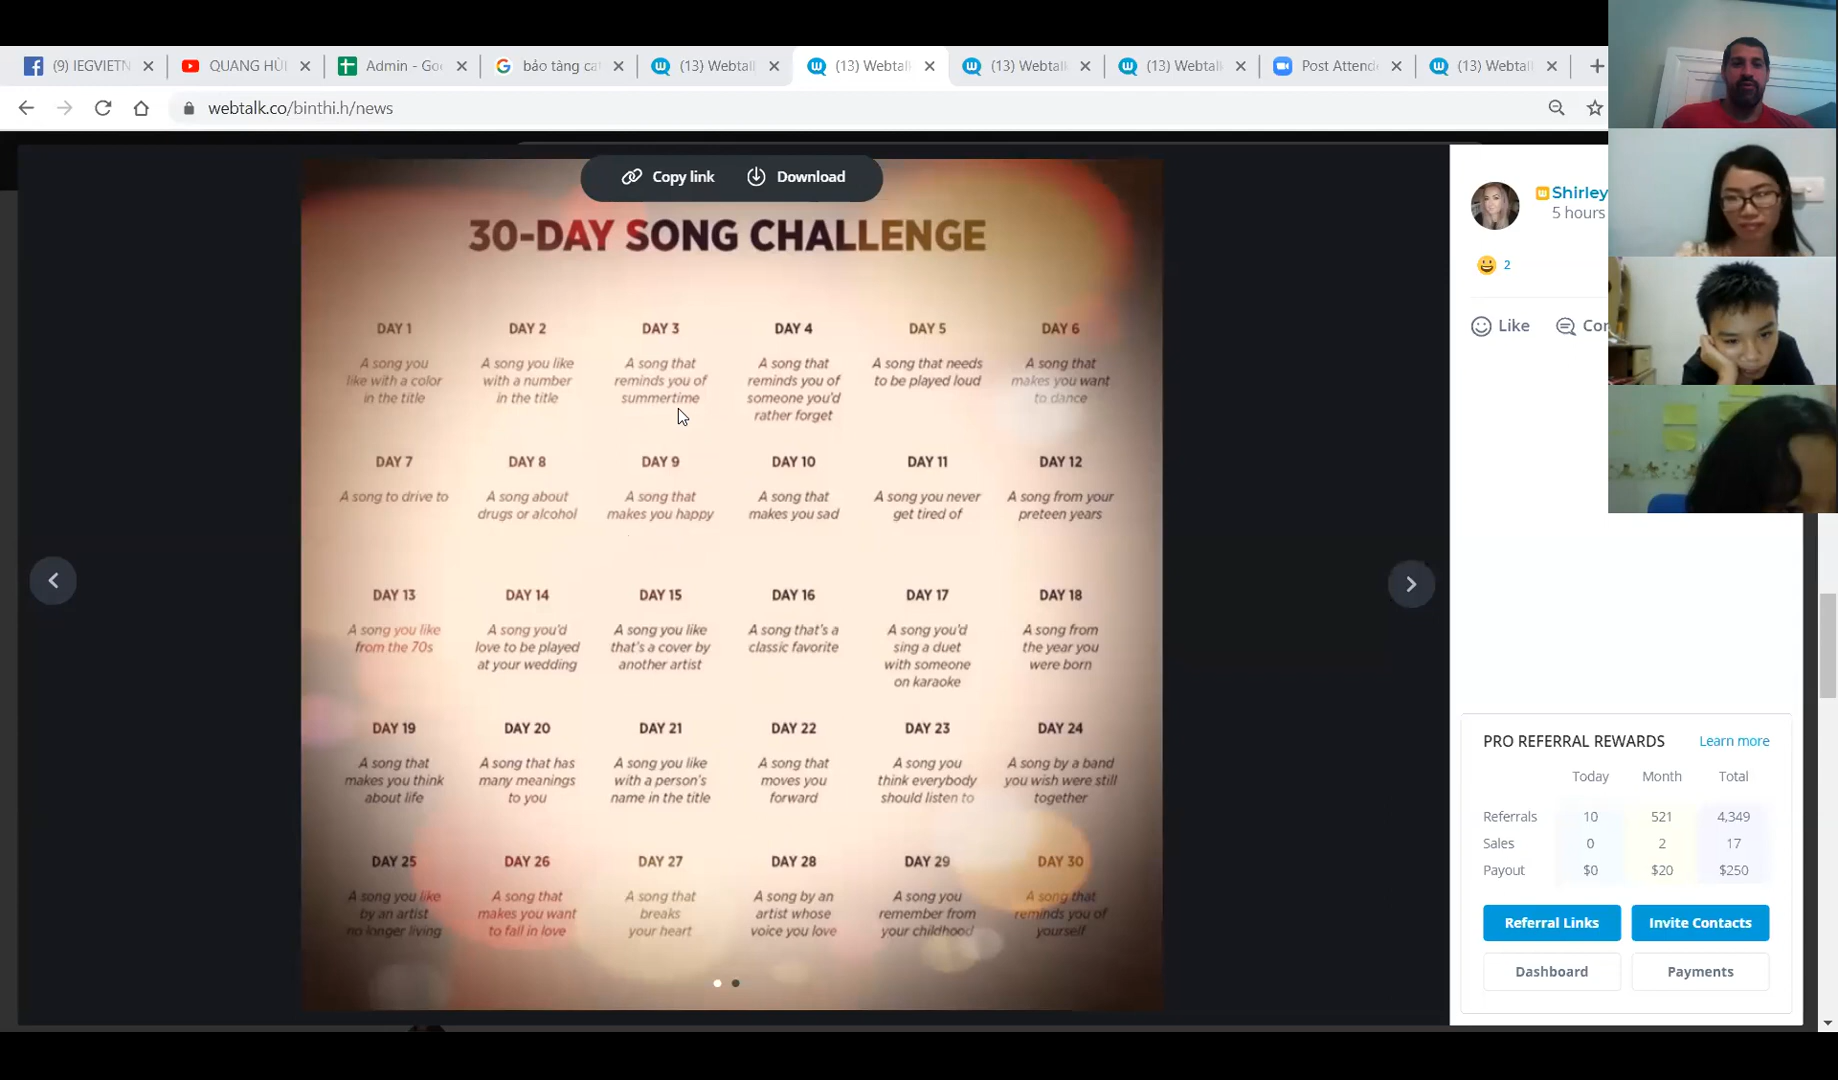 (9) IEGVIETN
QUANG HÙI
Admin - Goo
bảo tàng cat
(13) Webtalk
(13) Webtalk
(13) Webtalk
(13) Webtalk
Post Attende
(13) Webtalk
webtalk.co/binthi.h/news
Copy link
Download
30-DAY SONG CHALLENGE
DAY 1
A song you
like with a color
in the title
DAY 2
A song you like
with a number
in the title
DAY 3
A song that
reminds you of
summertime
DAY 4
A song that
reminds you of
someone you'd
rather forget
DAY 5
A song that needs
to be played loud
DAY 6
A song that
makes you want
to dance
DAY 7
A song to drive to
DAY 8
A song about
drugs or alcohol
DAY 9
A song that
makes you happy
DAY 10
A song that
makes you sad
DAY 11
A song you never
get tired of
DAY 12
A song from your
preteen years
DAY 13
A song you like
from the 70s
DAY 14
A song you'd
love to be played
at your wedding
DAY 15
A song you like
that's a cover by
another artist
DAY 16
A song that's a
classic favorite
DAY 17
A song you'd
sing a duet
with someone
on karaoke
DAY 18
A song from
the year you
were born
DAY 19
A song that
makes you think
about life
DAY 20
A song that has
many meanings
to you
DAY 21
A song you like
with a person's
name in the title
DAY 22
A song that
moves you
forward
DAY 23
A song you
think everybody
should listen to
DAY 24
A song by a band
you wish were still
together
DAY 25
A song you like
by an artist
no longer living
DAY 26
A song that
makes you want
to fall in love
DAY 27
A song that
breaks
your heart
DAY 28
A song by an
artist whose
voice you love
DAY 29
A song you
remember from
your childhood
DAY 30
A song that
reminds you of
yourself
Shirley
5 hours
2
Like
Cor
PRO REFERRAL REWARDS Learn more
Today Month Total
Referrals 10 521 4,349
Sales 0 2 17
Payout $0 $20 $250
Referral Links
Invite Contacts
Dashboard
Payments